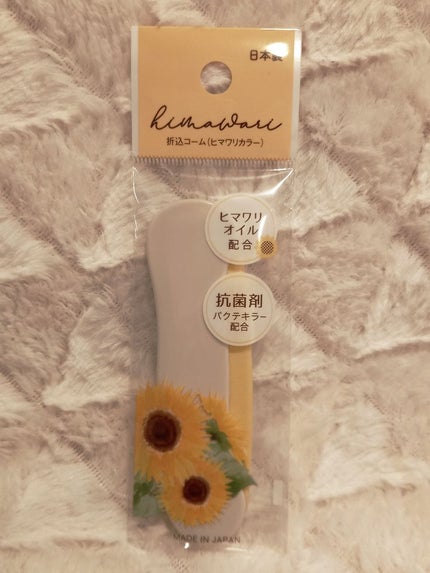 日本製
himawari
折込コーム(ヒマワリカラー)
ヒマワリ
オイル
配合
抗菌剤
バクテキラー
配合
MADE IN JAPAN